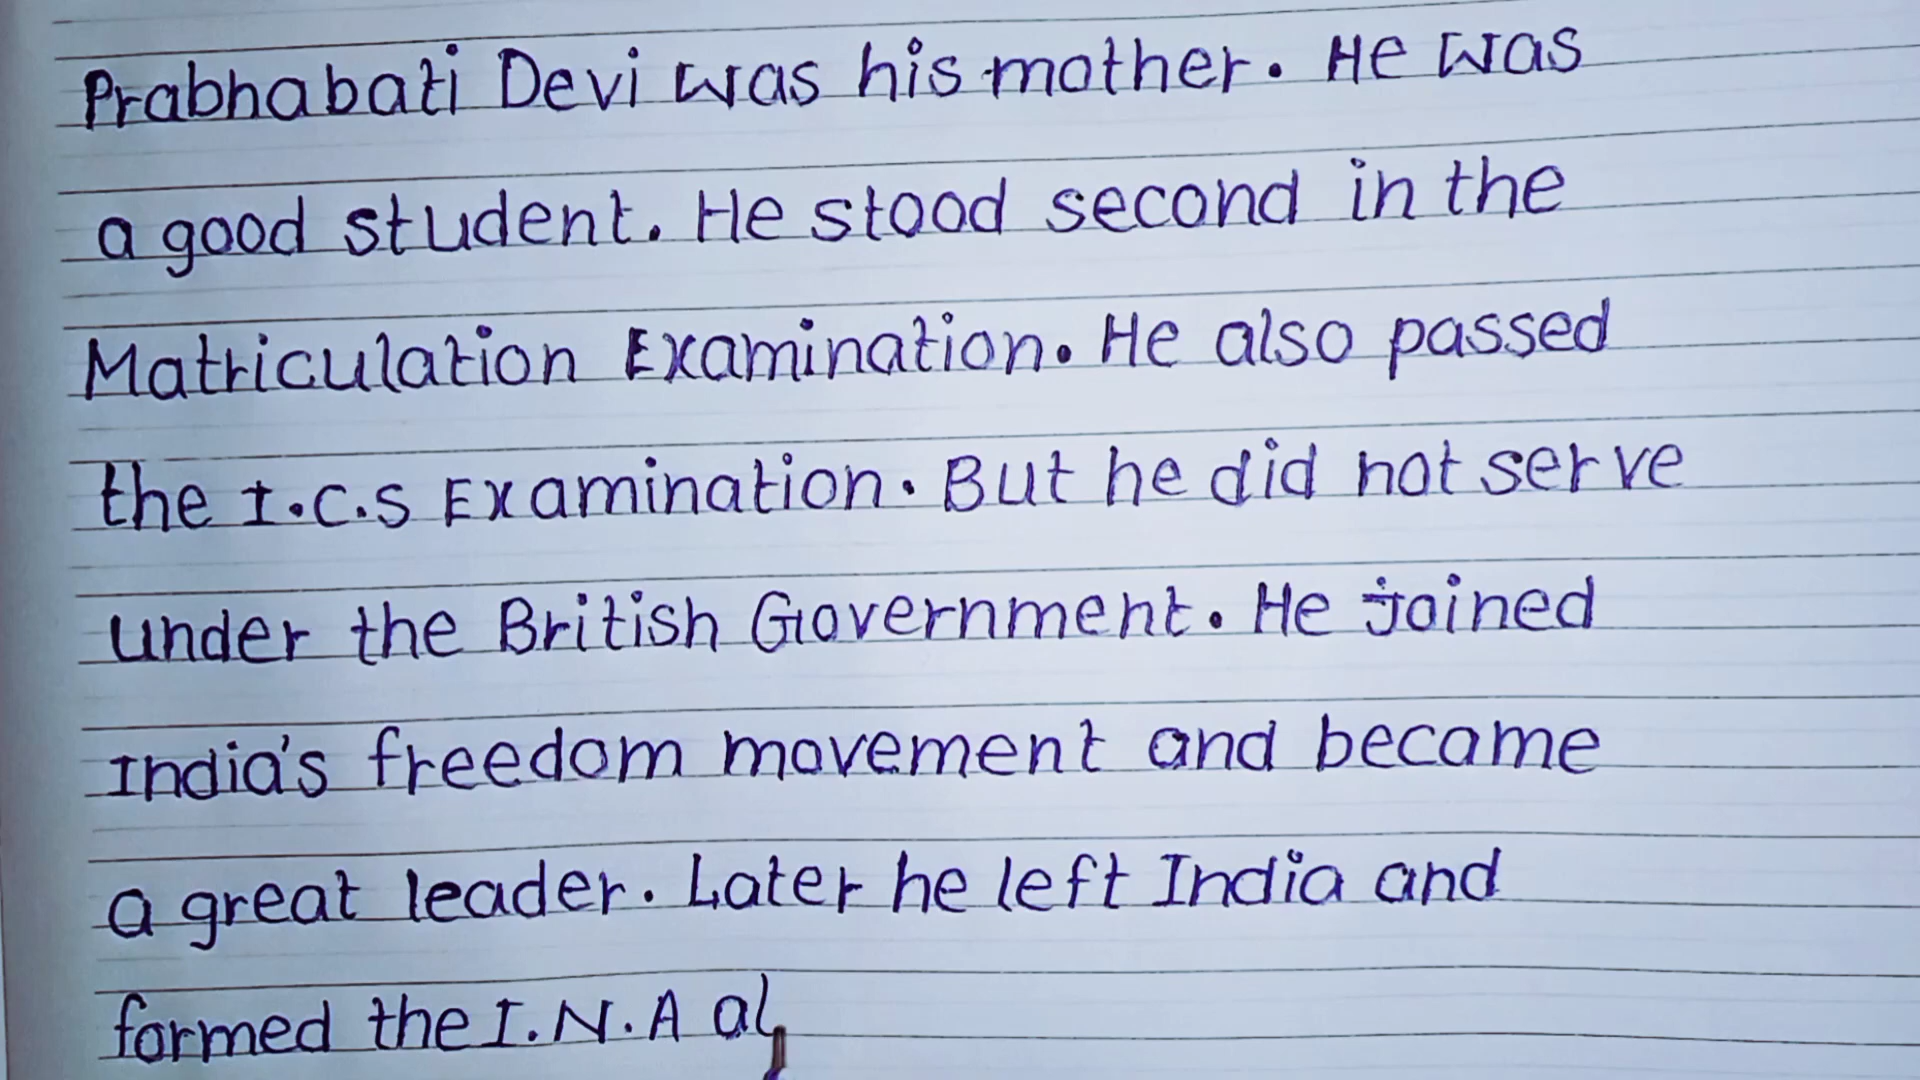 Prabhabati Devi was his mother. He was
a good student. He stood second in the
Matriculation Examination. He also passed
the I.C.S Examination. But he did not serve
under the British Government. He joined
India's freedom movement and became
a great leader. Later he left India and
formed the I.N.A al